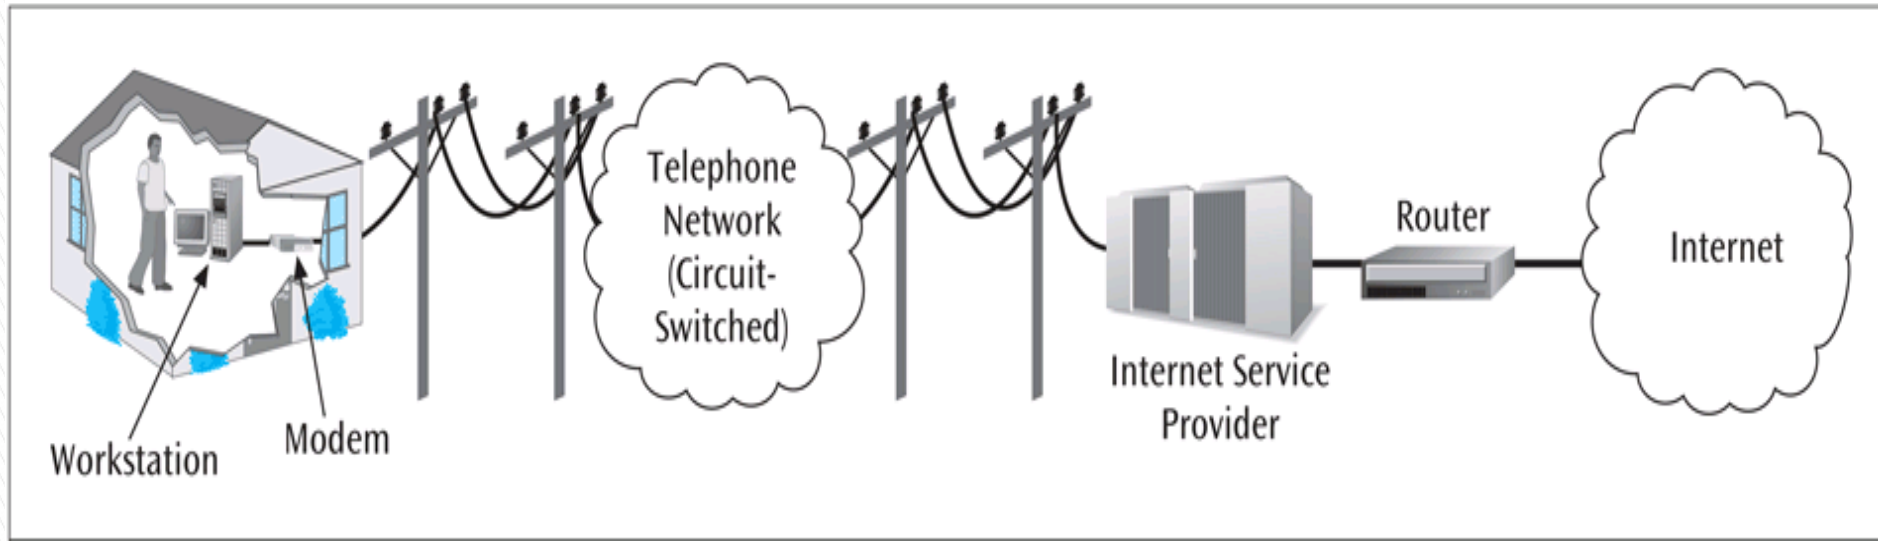 Workstation
Modem
Telephone
Network
(Circuit-
Switched)
Internet Service
Provider
Router
Internet